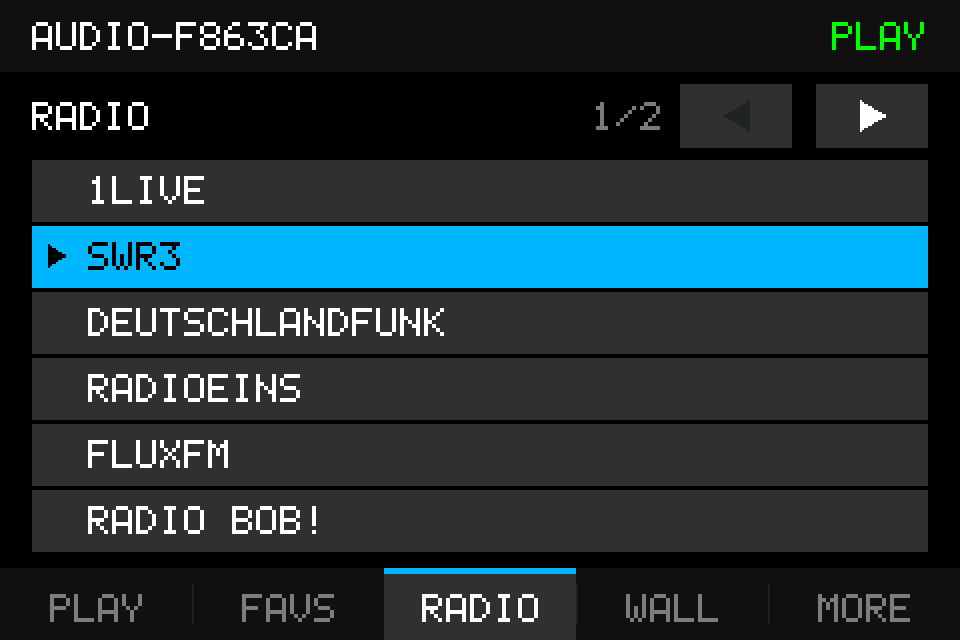 AUDIO-F863CA PLAY
RADIO 1/2
1LIVE
SWR3
DEUTSCHLANDFUNK
RADIOEINS
FLUXFM
RADIO BOB!
PLAY FAVS RADIO WALL MORE